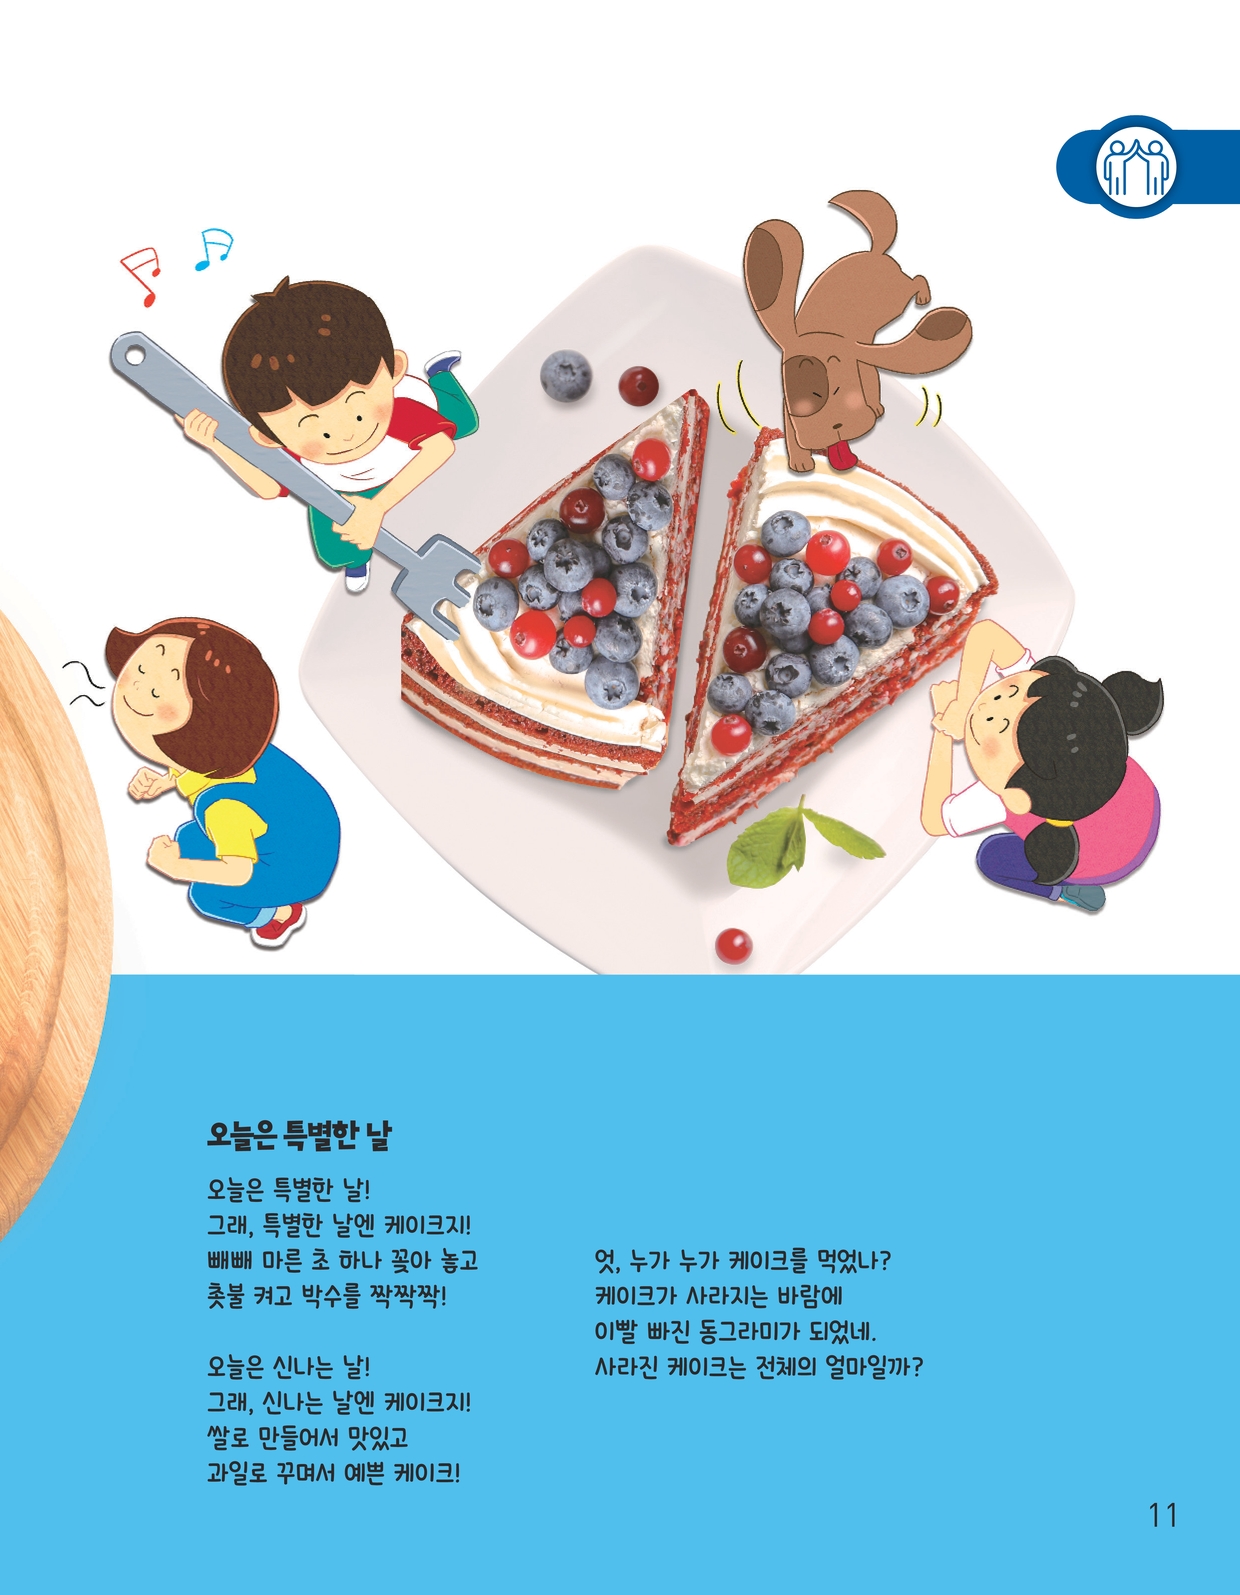 오늘은 특별한 날
오늘은 특별한 날!
그래, 특별한 날엔 케이크지!
빼빼 마른 초 하나 꽂아 놓고
촛불 켜고 박수를 짝짝짝!
오늘은 신나는 날!
그래, 신나는 날엔 케이크지!
쌀로 만들어서 맛있고
과일로 꾸며서 예쁜 케이크!
엇, 누가 누가 케이크를 먹었나?
케이크가 사라지는 바람에
이빨 빠진 동그라미가 되었네.
사라진 케이크는 전체의 얼마일까?
11